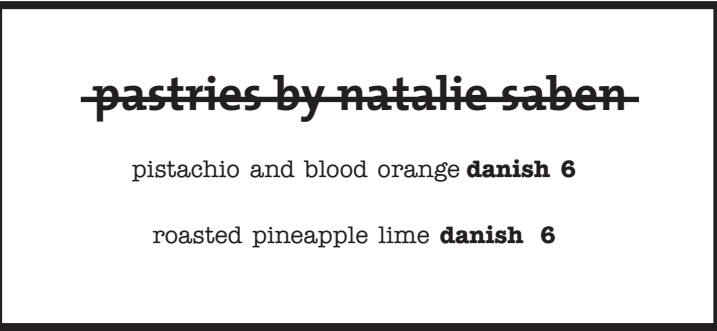 pastries by natalie saben
pistachio and blood orange danish 6
roasted pineapple lime danish 6